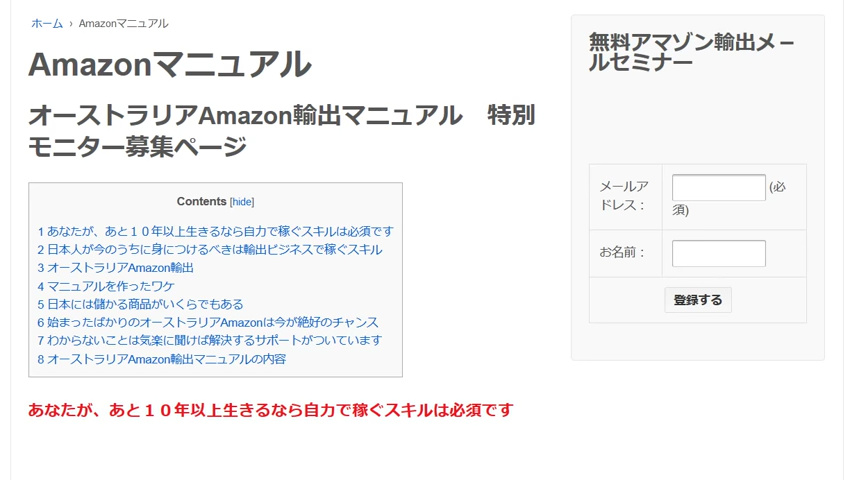 ホーム › Amazonマニュアル
Amazonマニュアル
オーストラリアAmazon輸出マニュアル　特別
モニター募集ページ
Contents [hide]
1 あなたが、あと１０年以上生きるなら自力で稼ぐスキルは必須です
2 日本人が今のうちに身につけるべきは輸出ビジネスで稼ぐスキル
3 オーストラリアAmazon輸出
4 マニュアルを作ったワケ
5 日本には儲かる商品がいくらでもある
6 始まったばかりのオーストラリアAmazonは今が絶好のチャンス
7 わからないことは気楽に聞けば解決するサポートがついています
8 オーストラリアAmazon輸出マニュアルの内容
あなたが、あと１０年以上生きるなら自力で稼ぐスキルは必須です
無料アマゾン輸出メー
ルセミナー
メールア
ドレス：
(必
須)
お名前：
登録する